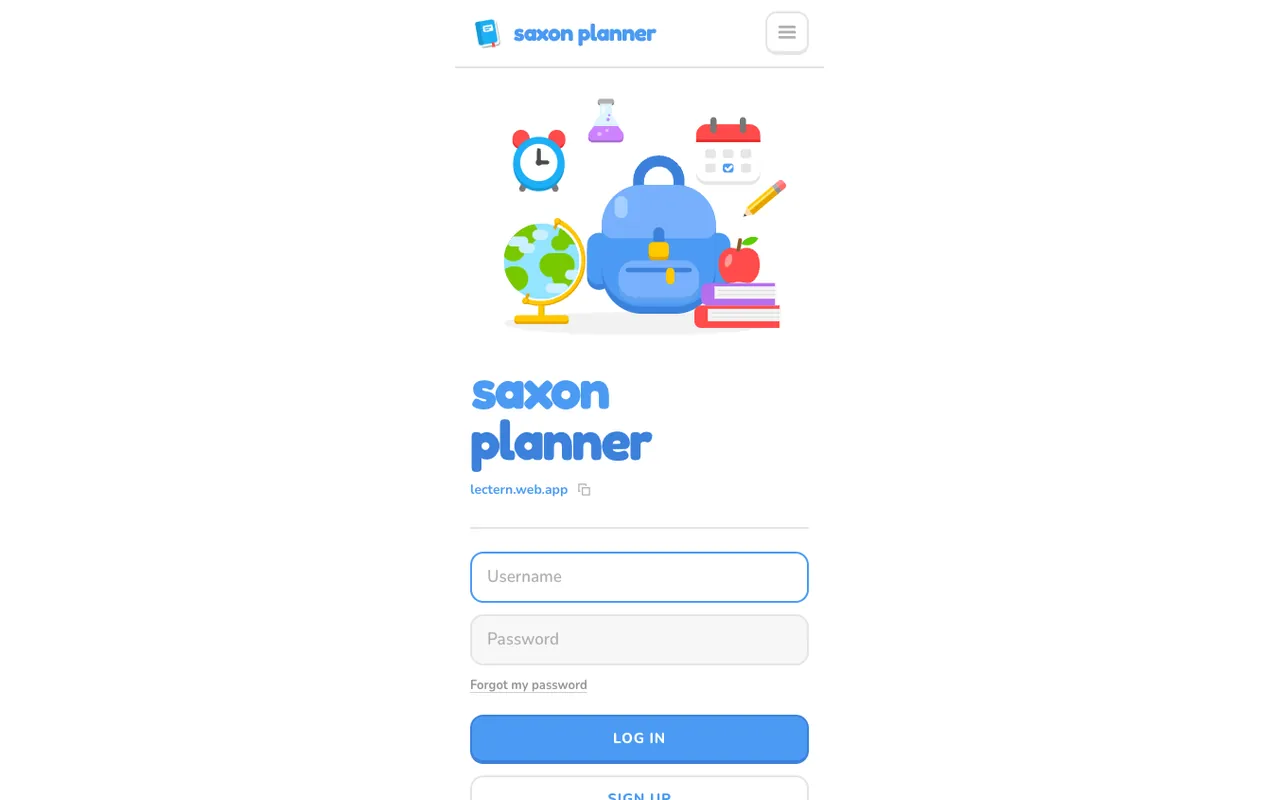 saxon planner
saxon
planner
lectern.web.app
Username
Password
Forgot my password
LOG IN
SIGN UP